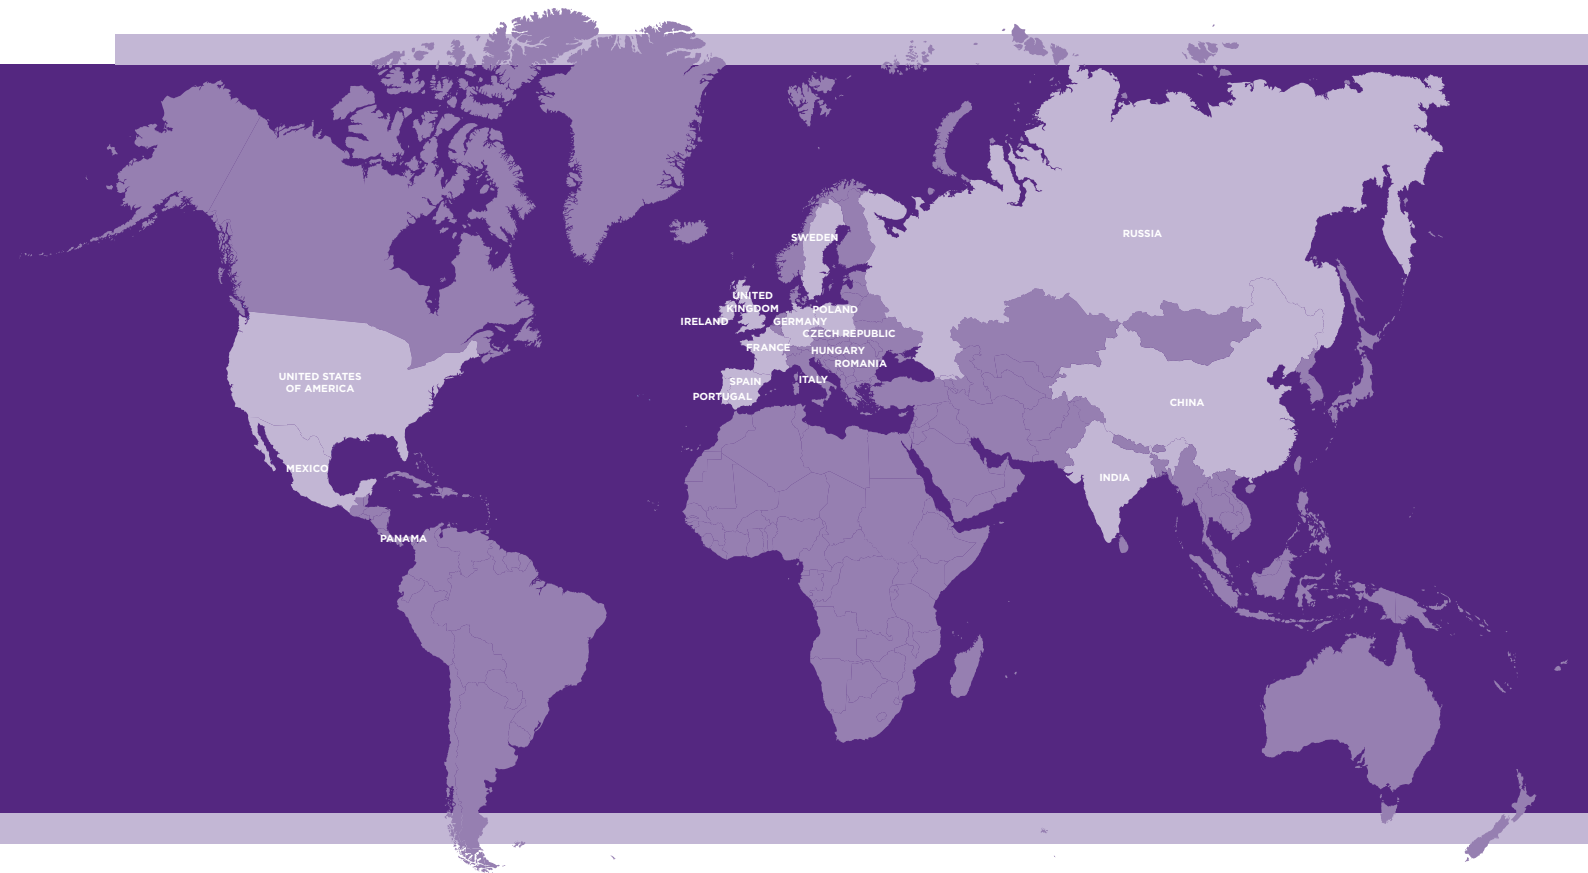 RUSSIA
SWEDEN
UNITED
KINGDOM
POLAND
IRELAND
GERMANY
CZECH REPUBLIC
FRANCE
HUNGARY
ROMANIA
UNITED STATES
OF AMERICA
SPAIN
ITALY
PORTUGAL
CHINA
MEXICO
INDIA
PANAMA